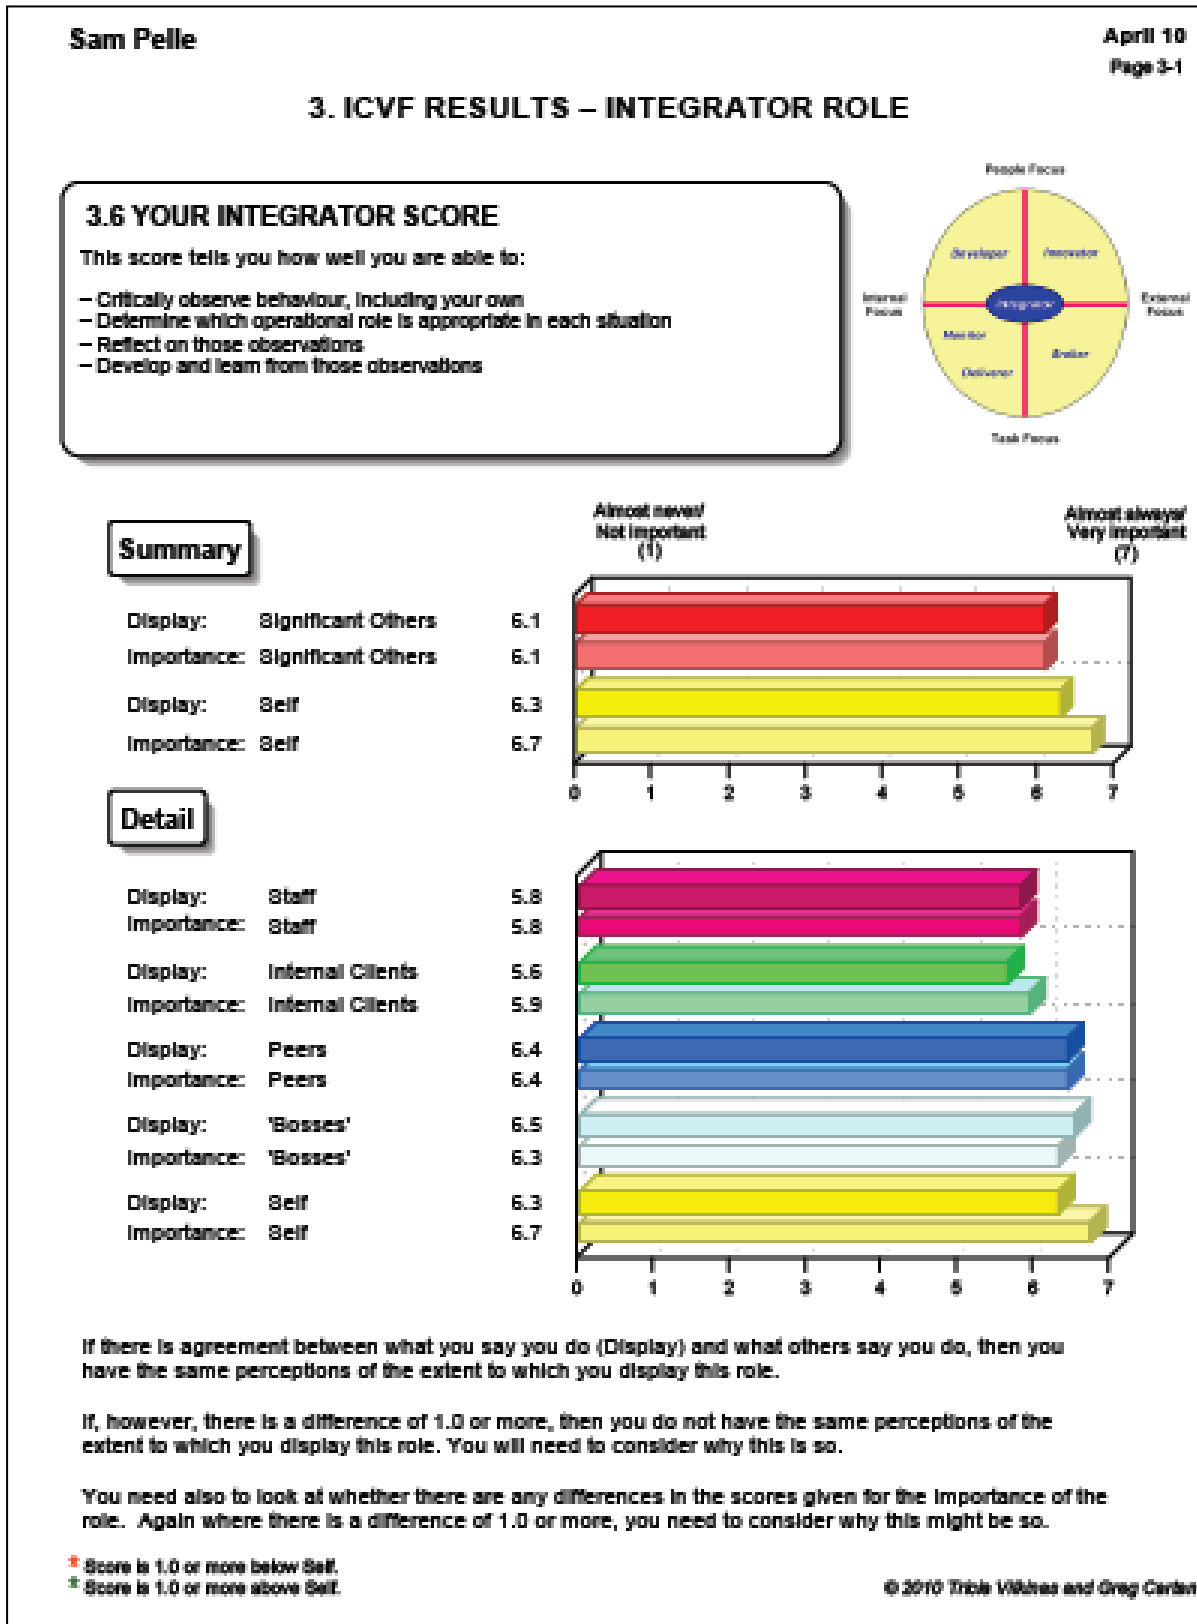 Sam Pelle
April 10
Page 3-1
3. ICVF RESULTS – INTEGRATOR ROLE
3.6 YOUR INTEGRATOR SCORE
This score tells you how well you are able to:
– Critically observe behaviour, including your own
– Determine which operational role is appropriate in each situation
– Reflect on those observations
– Develop and learn from those observations
People Focus
Developer Innovator
Internal Focus
Integrator
External Focus
Monitor
Broker
Deliverer
Task Focus
Summary
Almost never/
Not important
(1)
Almost always/
Very important
(7)
Display: Significant Others 6.1
Importance: Significant Others 6.1
Display: Self 6.3
Importance: Self 6.7
0 1 2 3 4 5 6 7
Detail
Display: Staff 5.8
Importance: Staff 5.8
Display: Internal Clients 5.6
Importance: Internal Clients 5.9
Display: Peers 6.4
Importance: Peers 6.4
Display: 'Bosses' 6.5
Importance: 'Bosses' 6.3
Display: Self 6.3
Importance: Self 6.7
0 1 2 3 4 5 6 7
If there is agreement between what you say you do (Display) and what others say you do, then you
have the same perceptions of the extent to which you display this role.
If, however, there is a difference of 1.0 or more, then you do not have the same perceptions of the
extent to which you display this role. You will need to consider why this is so.
You need also to look at whether there are any differences in the scores given for the importance of the
role. Again where there is a difference of 1.0 or more, you need to consider why this might be so.
* Score is 1.0 or more below Self.
* Score is 1.0 or more above Self.
© 2010 Tricia Vilkinas and Greg Cartan